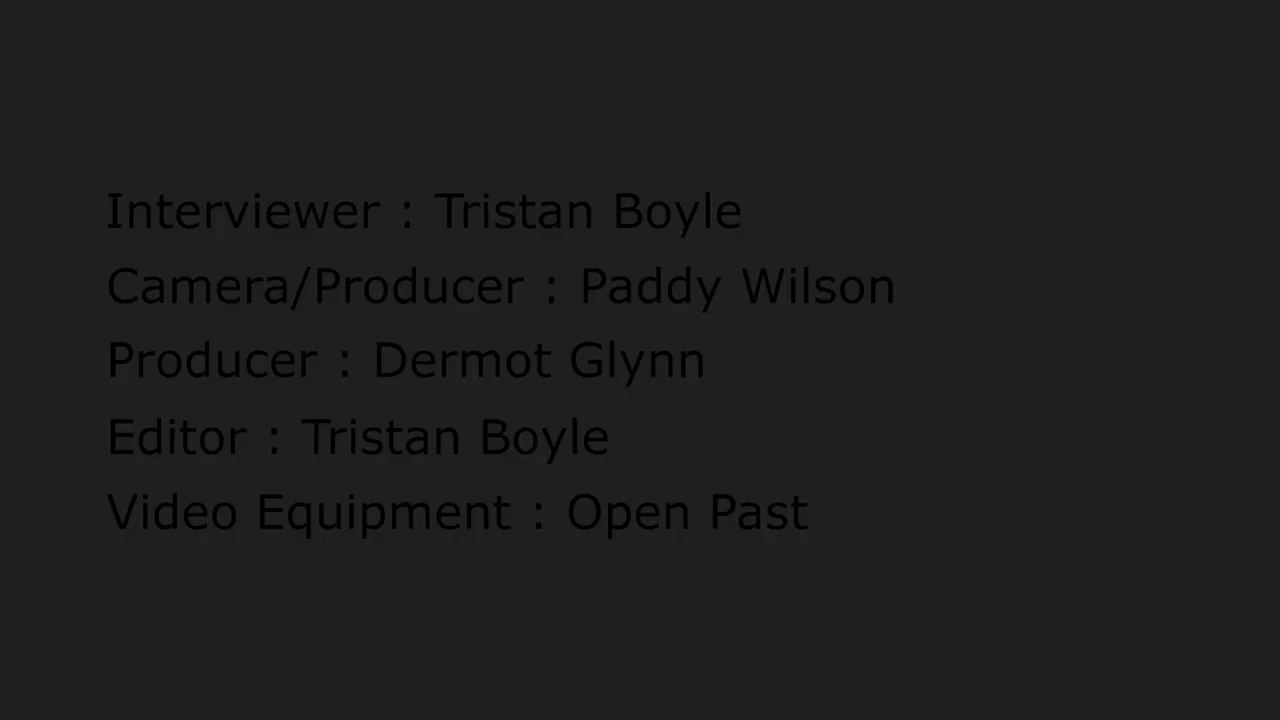 Interviewer : Tristan Boyle
Camera/Producer : Paddy Wilson
Producer : Dermot Glynn
Editor : Tristan Boyle
Video Equipment : Open Past